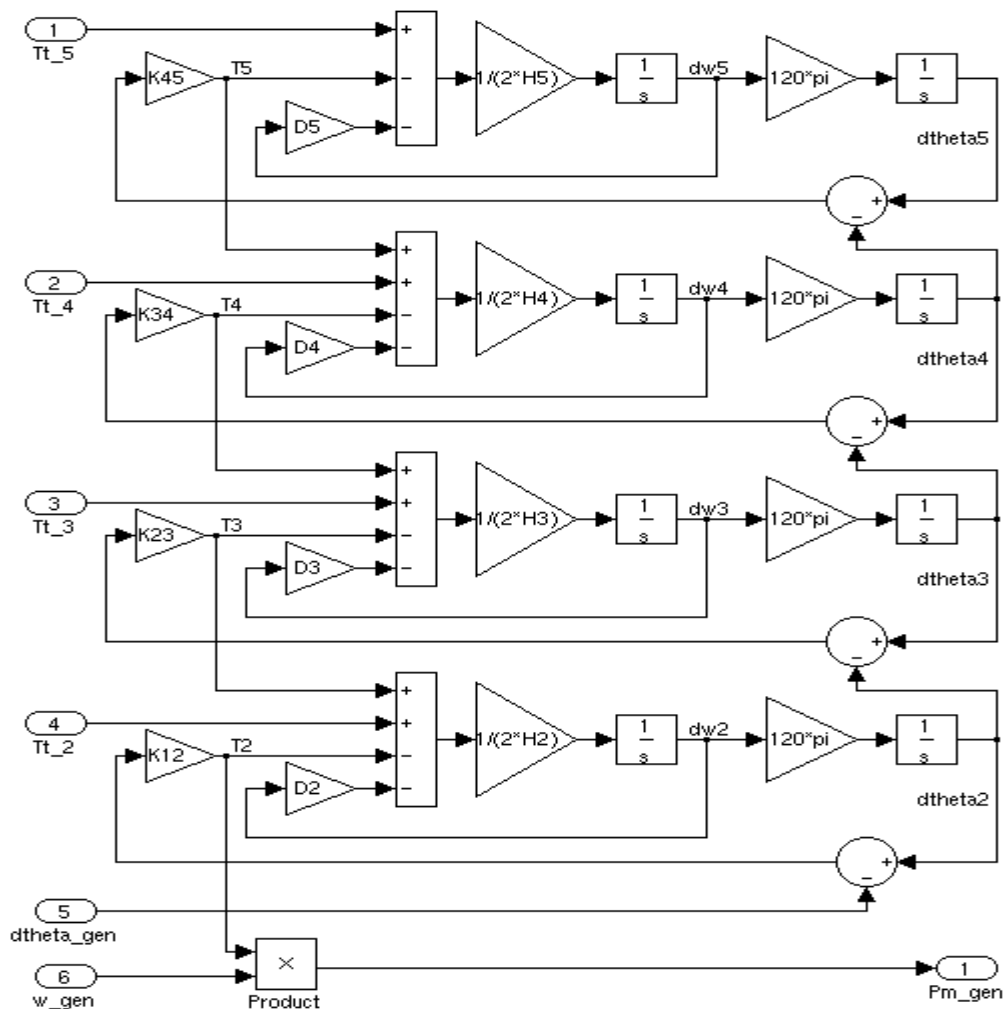 1
Tt_5
K45
T5
+
−
−
D5
1/(2*H5)
1
s
dw5
120*pi
1
s
dtheta5
+
−
2
Tt_4
K34
T4
+
+
−
−
D4
1/(2*H4)
1
s
dw4
120*pi
1
s
dtheta4
+
−
3
Tt_3
K23
T3
+
+
−
−
D3
1/(2*H3)
1
s
dw3
120*pi
1
s
dtheta3
+
−
4
Tt_2
K12
T2
+
+
−
−
D2
1/(2*H2)
1
s
dw2
120*pi
1
s
dtheta2
+
−
5
dtheta_gen
6
w_gen
×
Product
1
Pm_gen